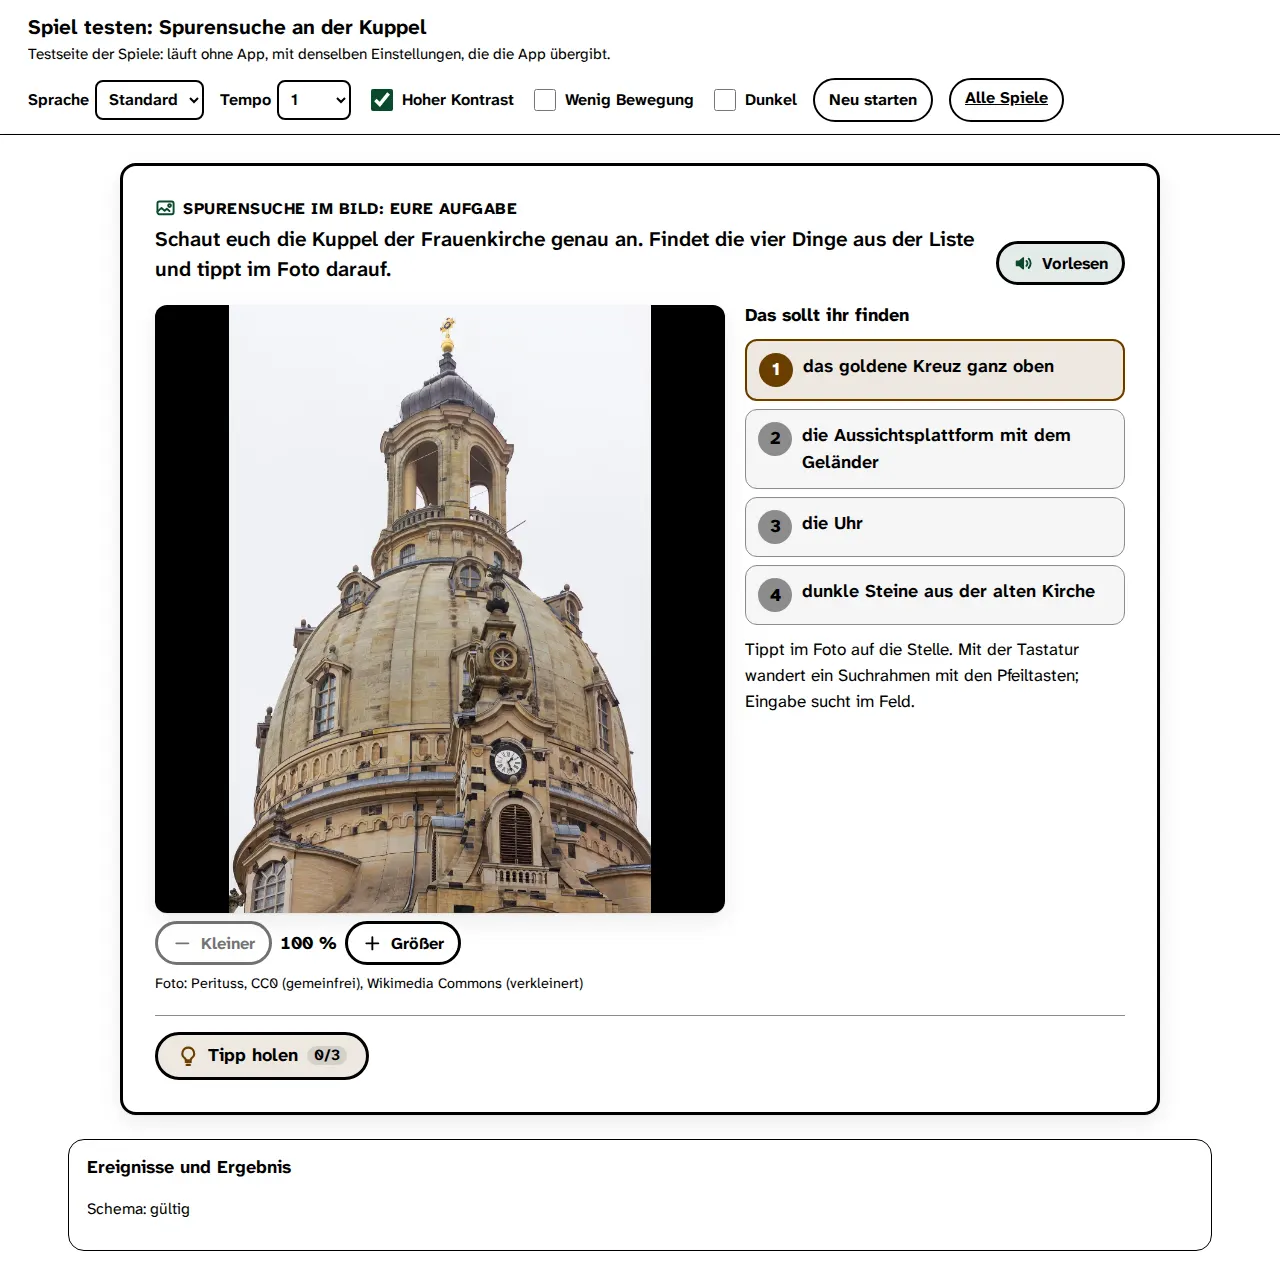 Spiel testen: Spurensuche an der Kuppel
Testseite der Spiele: läuft ohne App, mit denselben Einstellungen, die die App übergibt.
Sprache Standard Tempo 1 Hoher Kontrast Wenig Bewegung Dunkel Neu starten Alle Spiele
SPURENSUCHE IM BILD: EURE AUFGABE
Schaut euch die Kuppel der Frauenkirche genau an. Findet die vier Dinge aus der Liste
und tippt im Foto darauf.
Vorlesen
Das sollt ihr finden
1 das goldene Kreuz ganz oben
2 die Aussichtsplattform mit dem
Geländer
3 die Uhr
4 dunkle Steine aus der alten Kirche
Tippt im Foto auf die Stelle. Mit der Tastatur
wandert ein Suchrahmen mit den Pfeiltasten;
Eingabe sucht im Feld.
Kleiner 100 % Größer
Foto: Perituss, CC0 (gemeinfrei), Wikimedia Commons (verkleinert)
Tipp holen 0/3
Ereignisse und Ergebnis
Schema: gültig